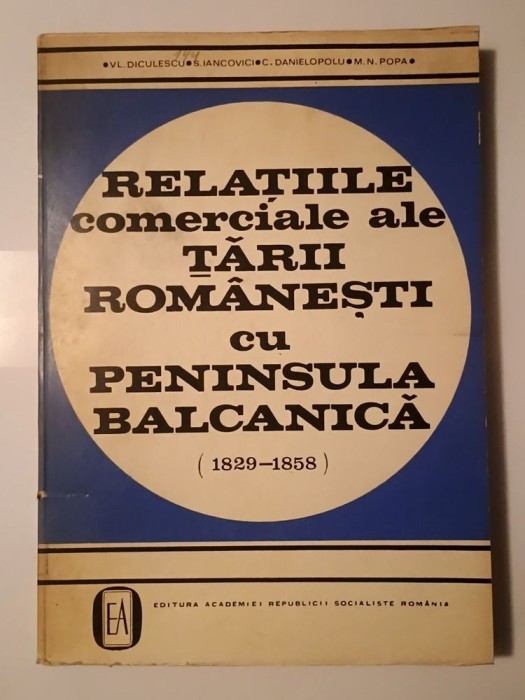 •VL. DICULESCU•S. IANCOVICI•C. DANIELOPOLU•M. N. POPA•
RELAȚIILE
comerciale ale
ȚĂRII
ROMÂNEȘTI
cu
PENINSULA
BALCANICĂ
(1829—1858)
EA
EDITURA ACADEMIEI REPUBLICII SOCIALISTE ROMÂNIA